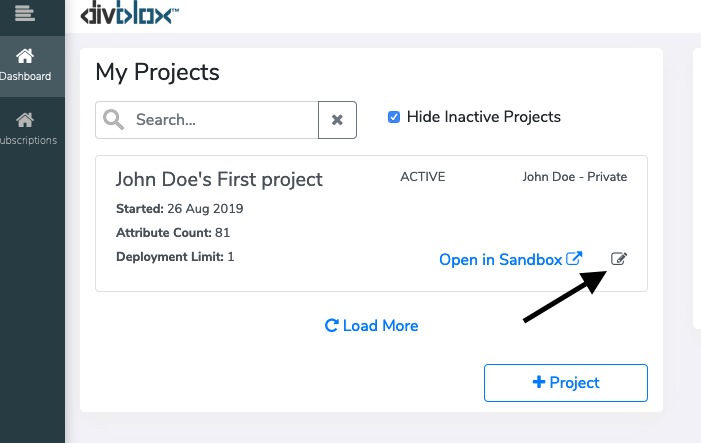 divblox™
Dashboard
ubscriptions
My Projects
Search...
Hide Inactive Projects
John Doe's First project
ACTIVE
John Doe - Private
Started: 26 Aug 2019
Attribute Count: 81
Deployment Limit: 1
Open in Sandbox
Load More
Project